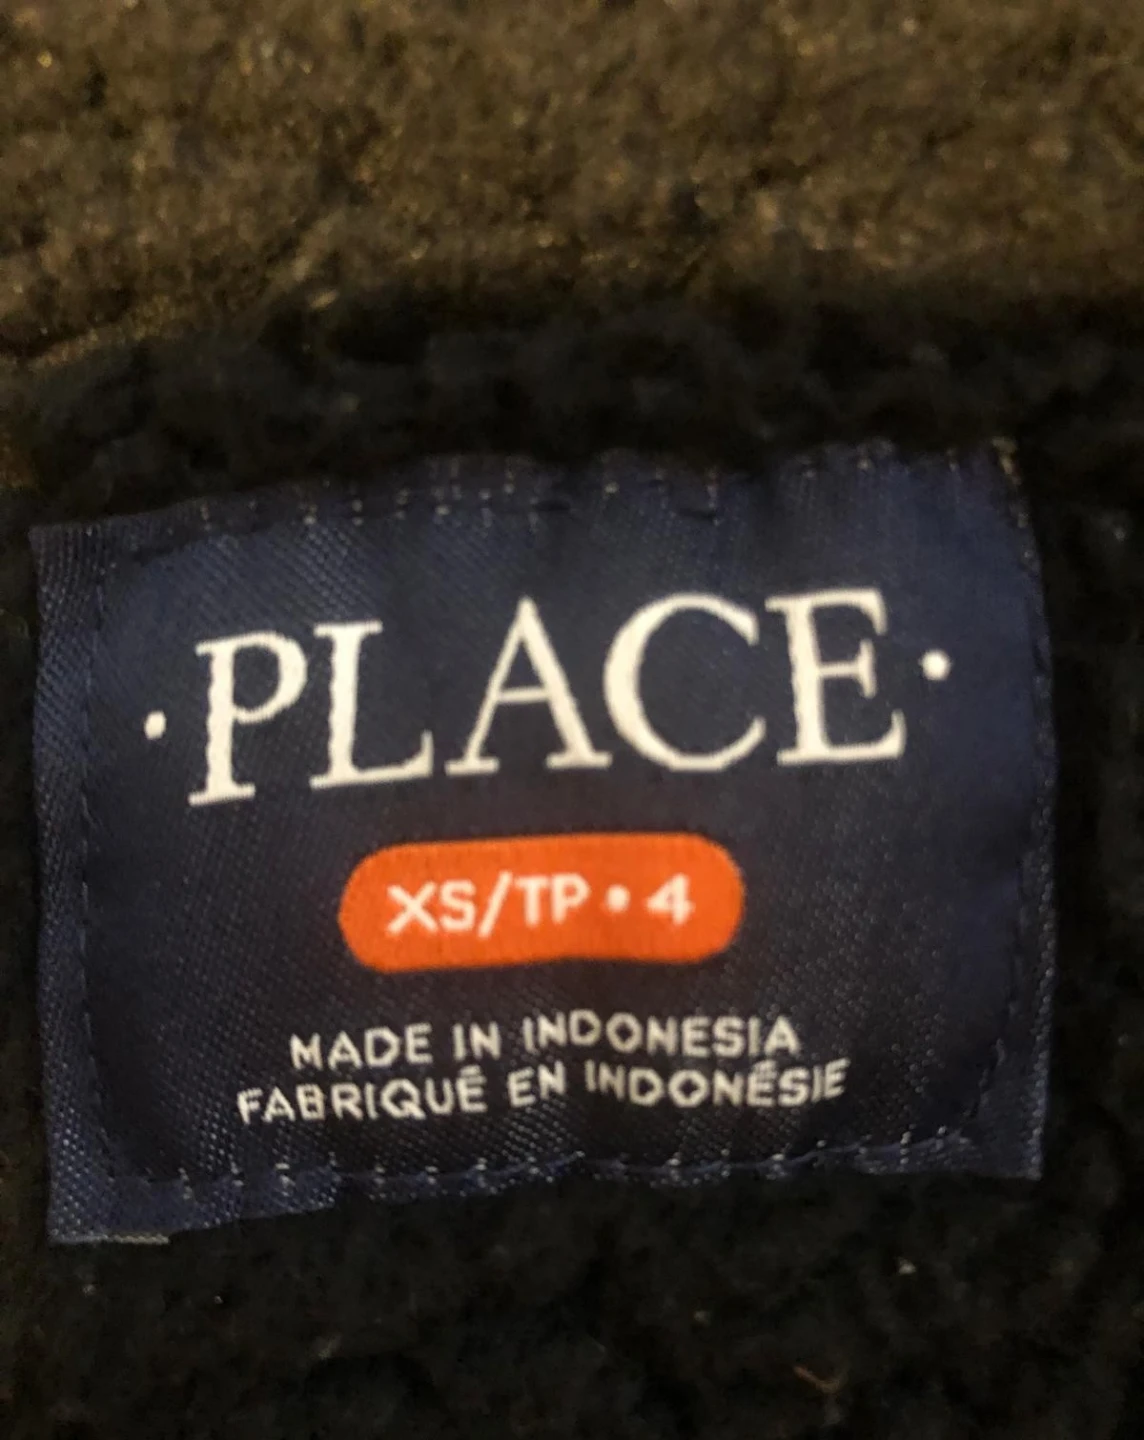 ·PLACE·
XS/TP • 4
MADE IN INDONESIA
FABRIQUÉ EN INDONÉSIE